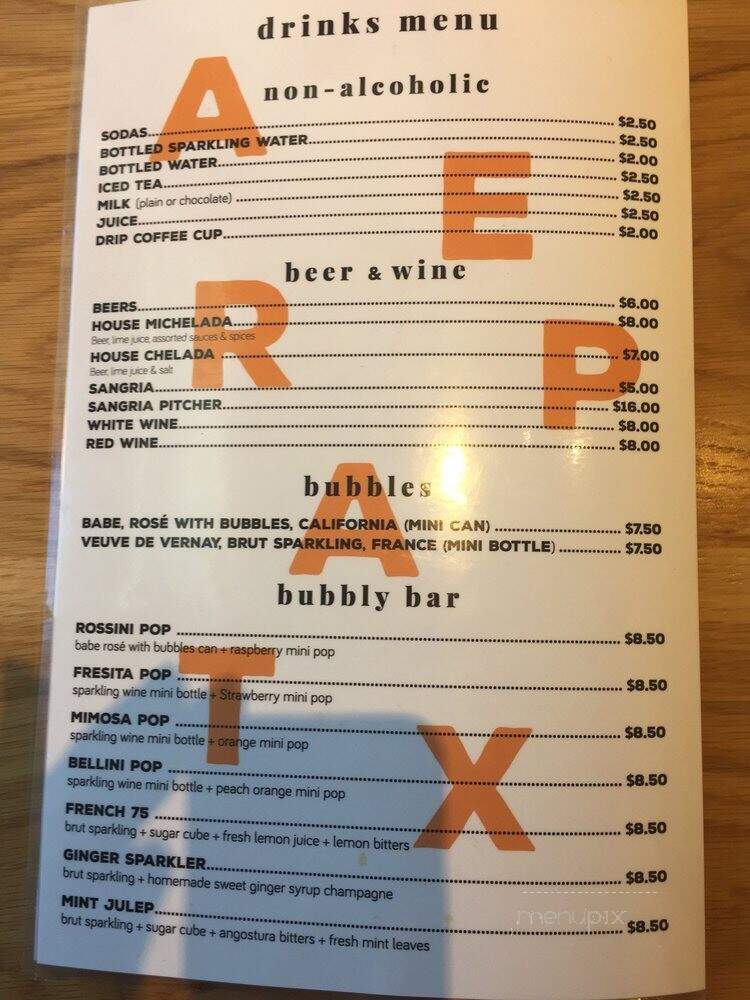 drinks menu
non-alcoholic
SODAS........ $2.50
BOTTLED SPARKLING WATER........ $2.50
BOTTLED WATER........ $2.00
ICED TEA........ $2.50
MILK (plain or chocolate) ........ $2.50
JUICE........ $2.50
DRIP COFFEE CUP........ $2.00
beer & wine
BEERS........ $6.00
HOUSE MICHELADA........ $8.00
Beer, lime juice, assorted sauces & spices
HOUSE CHELADA ........ $7.00
Beer, lime juice & salt
SANGRIA........ $5.00
SANGRIA PITCHER........ $16.00
WHITE WINE........ $8.00
RED WINE........ $8.00
bubbles
BABE, ROSÉ WITH BUBBLES, CALIFORNIA (MINI CAN) ........ $7.50
VEUVE DE VERNAY, BRUT SPARKLING, FRANCE (MINI BOTTLE) ........ $7.50
bubbly bar
ROSSINI POP ........ $8.50
babe rosé with bubbles can + raspberry mini pop
FRESITA POP ........ $8.50
sparkling wine mini bottle + Strawberry mini pop
MIMOSA POP ........ $8.50
sparkling wine mini bottle + orange mini pop
BELLINI POP ........ $8.50
sparkling wine mini bottle + peach orange mini pop
FRENCH 75 ........ $8.50
brut sparkling + sugar cube + fresh lemon juice + lemon bitters
GINGER SPARKLER........ $8.50
brut sparkling + homemade sweet ginger syrup champagne
MINT JULEP........ $8.50
brut sparkling + sugar cube + angostura bitters + fresh mint leaves
A
E
R
P
A
T
X
menupix